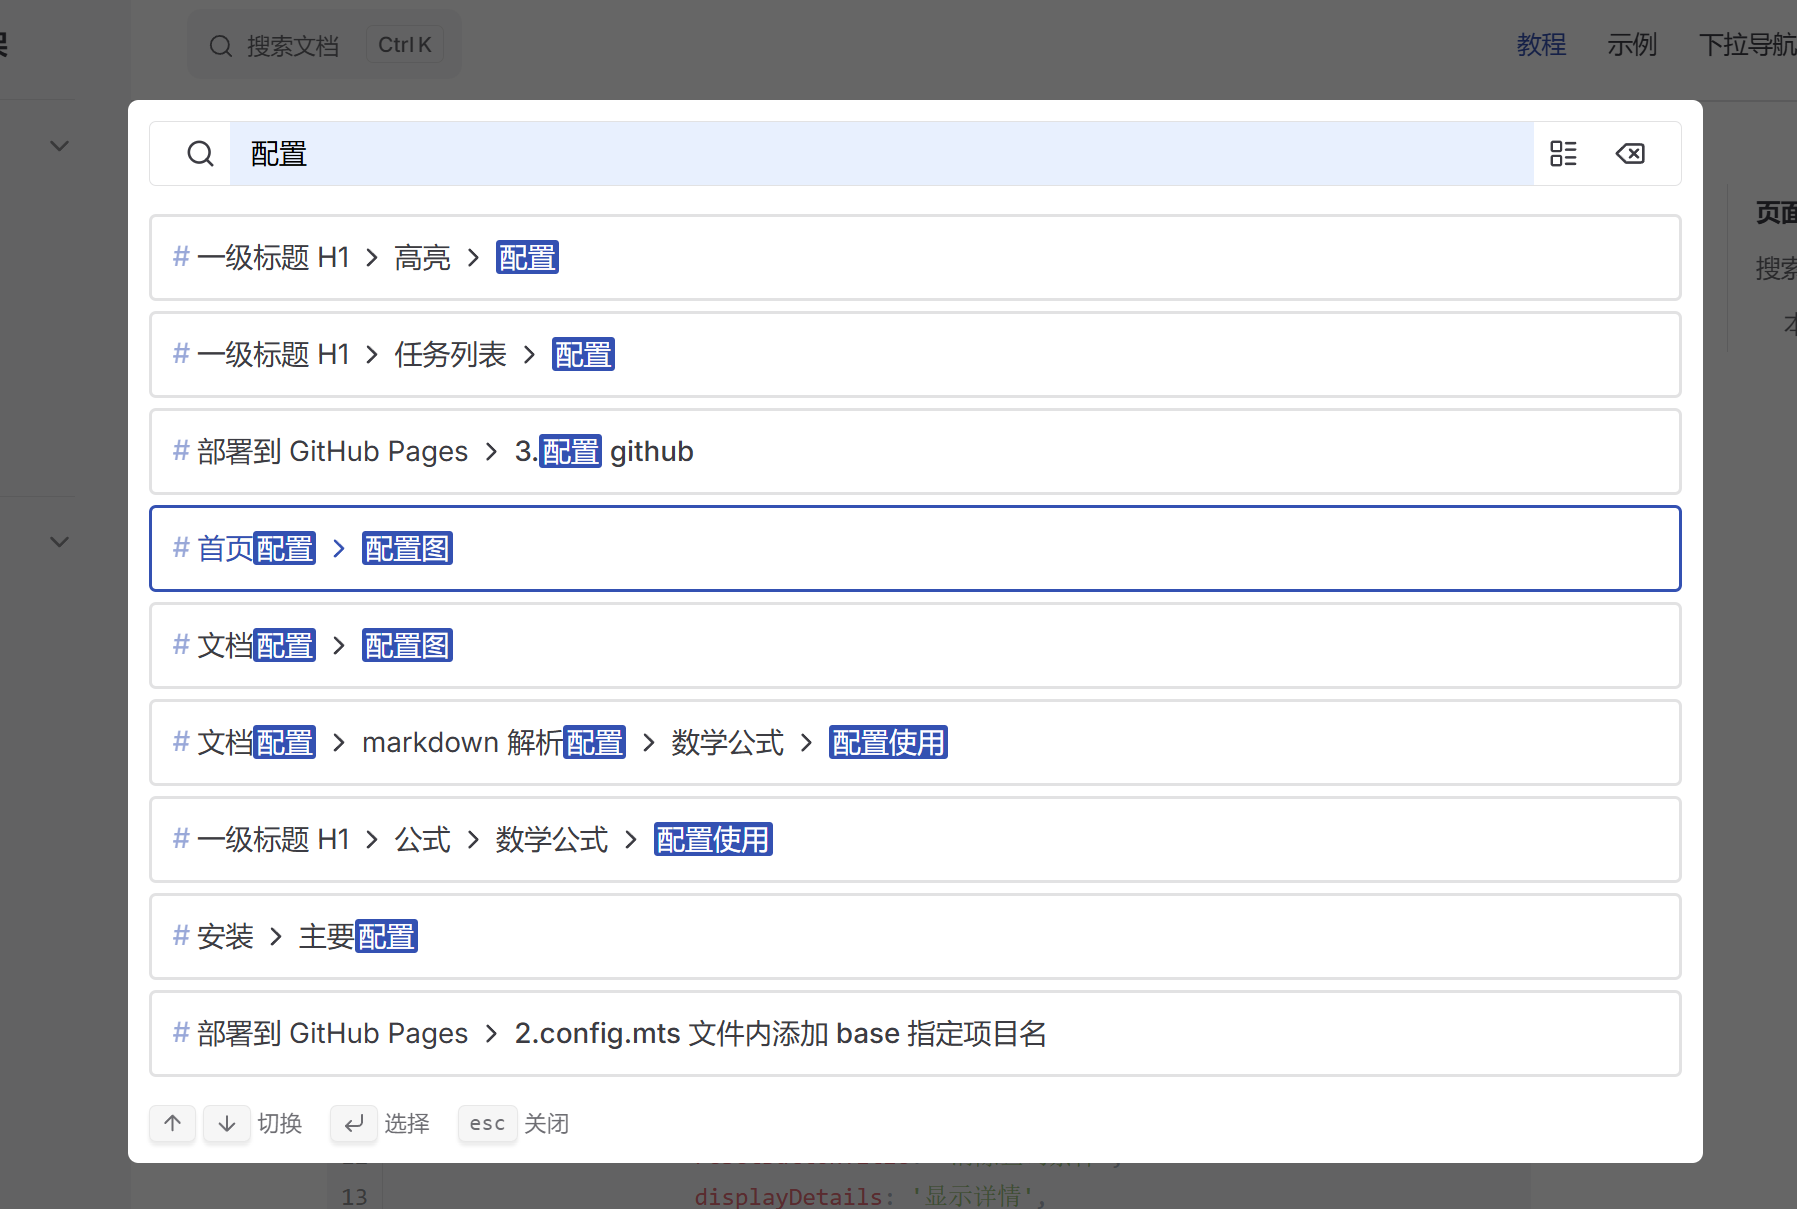 搜索文档 Ctrl K
教程 示例 下拉导航
配置
# 一级标题 H1 > 高亮 > 配置
# 一级标题 H1 > 任务列表 > 配置
# 部署到 GitHub Pages > 3.配置 github
# 首页配置 > 配置图
# 文档配置 > 配置图
# 文档配置 > markdown 解析配置 > 数学公式 > 配置使用
# 一级标题 H1 > 公式 > 数学公式 > 配置使用
# 安装 > 主要配置
# 部署到 GitHub Pages > 2.config.mts 文件内添加 base 指定项目名
↑ ↓ 切换 ↵ 选择 esc 关闭
页面
搜索
13 displayDetails: '显示详情',